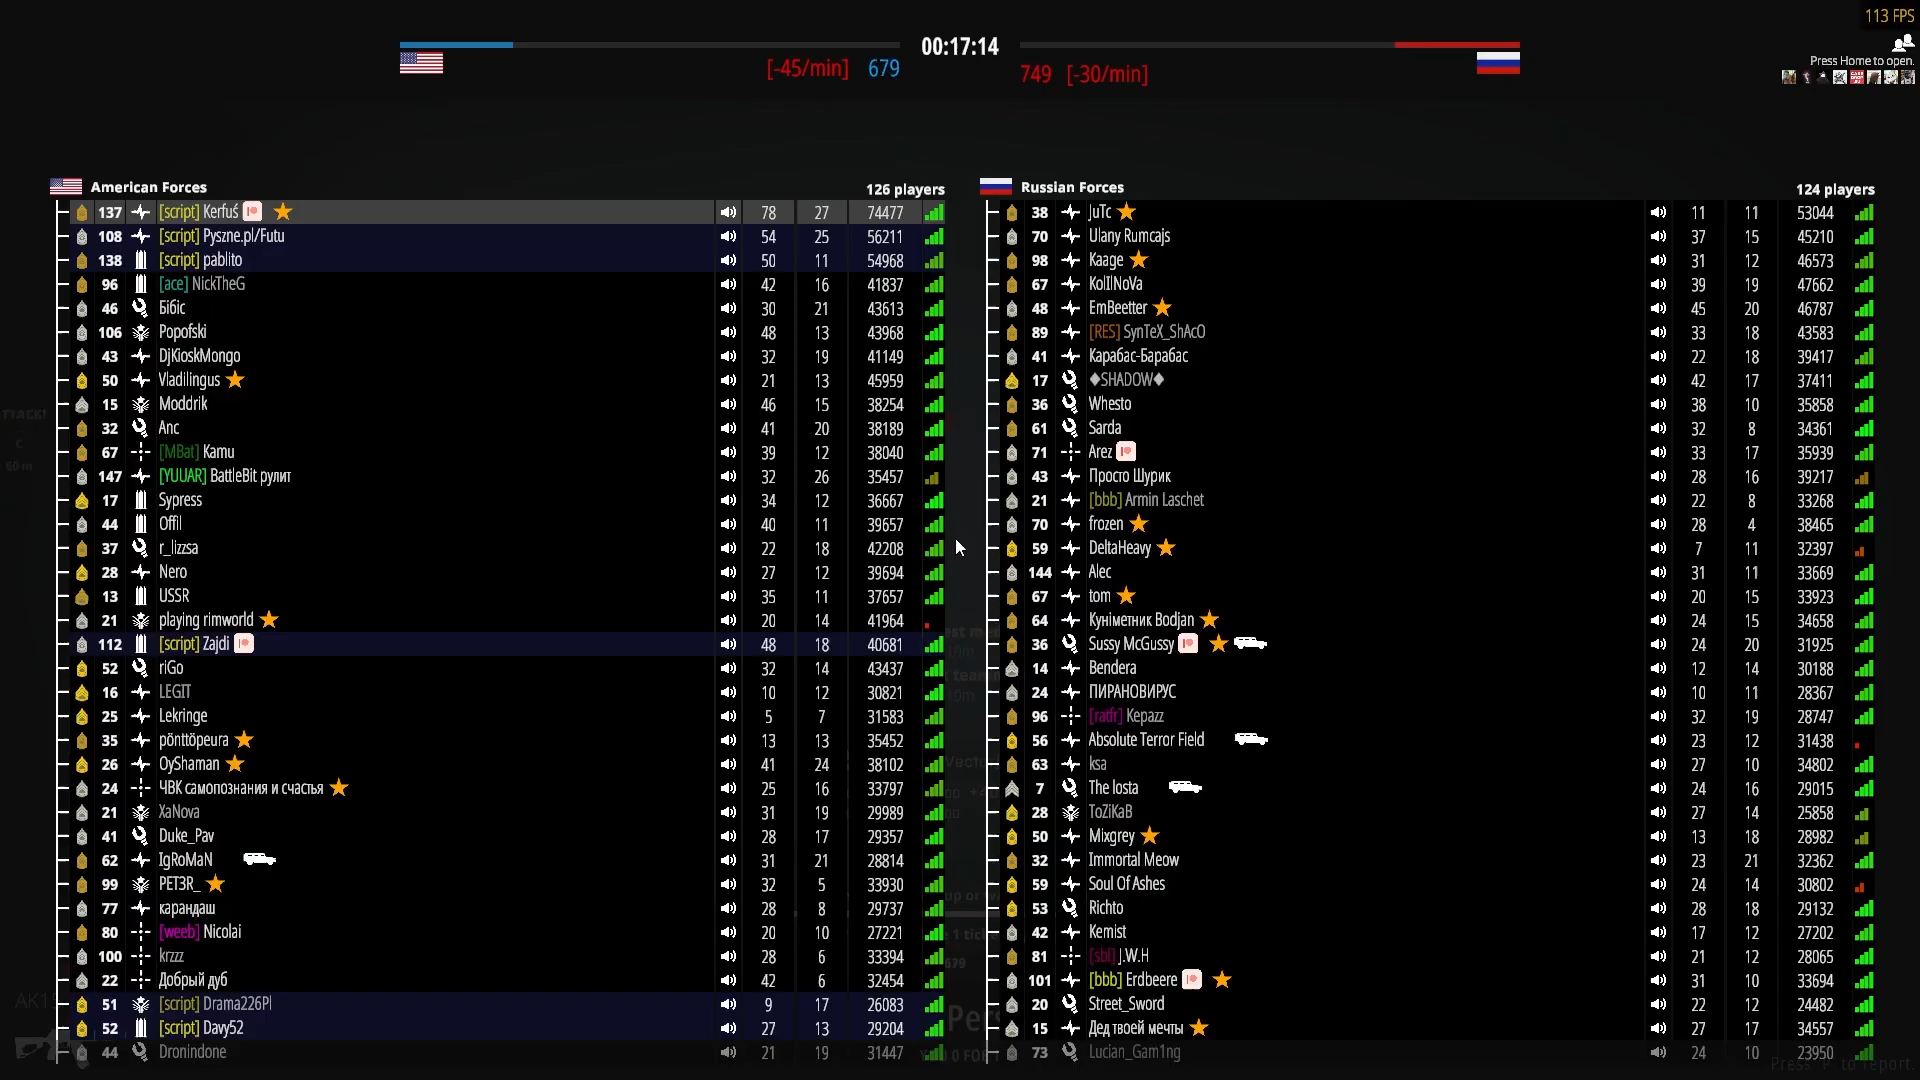 113 FPS
00:17:14
[-45/min] 679
749 [-30/min]
Press Home to open.
American Forces 126 players
137 [script] Kerfuś 78 27 74477
108 [script] Pyszne.pl/Futu 54 25 56211
138 [script] pablito 50 11 54968
96 [ace] NickTheG 42 16 41837
46 Бібіс 30 21 43613
106 Popofski 48 13 43968
43 DjKioskMongo 32 19 41149
50 Vladilingus 21 13 45959
15 Moddrik 46 15 38254
32 Anc 41 20 38189
67 [MBat] Kamu 39 12 38040
147 [YUUAR] BattleBit рулит 32 26 35457
17 Sypress 34 12 36667
44 Offil 40 11 39657
37 r_lizzsa 22 18 42208
28 Nero 27 12 39694
13 USSR 35 11 37657
21 playing rimworld 20 14 41964
112 [script] Zajdi 48 18 40681
52 riGo 32 14 43437
16 LEGIT 10 12 30821
25 Lekringe 5 7 31583
35 pönttöpeura 13 13 35452
26 OyShaman 41 24 38102
24 ЧВК самопознания и счастья 25 16 33797
21 XaNova 31 19 29989
41 Duke_Pav 28 17 29357
62 IgRoMaN 31 21 28814
99 PET3R_ 32 5 33930
77 карандаш 28 8 29737
80 [weeb] Nicolai 20 10 27221
100 krzzz 28 6 33394
22 Добрый дуб 42 6 32454
51 [script] Drama226Pl 9 17 26083
52 [script] Davy52 27 13 29204
44 Dronindone 21 19 31447
Russian Forces 124 players
38 JuTc 11 11 53044
70 Ulany Rumcajs 37 15 45210
98 Kaage 31 12 46573
67 KolIlNoVa 39 19 47662
48 EmBeetter 45 20 46787
89 [RES] SynTeX_ShAcO 33 18 43583
41 Карабас-Барабас 22 18 39417
17 ◆SHADOW◆ 42 17 37411
36 Whesto 38 10 35858
61 Sarda 32 8 34361
71 Arez 33 17 35939
43 Просто Шурик 28 16 39217
21 [bbb] Armin Laschet 22 8 33268
70 frozen 28 4 38465
59 DeltaHeavy 7 11 32397
144 Alec 31 11 33669
67 tom 20 15 33923
64 Куніметник Bodjan 24 15 34658
36 Sussy McGussy 24 20 31925
14 Bendera 12 14 30188
24 ПИРАНОВИРУС 10 11 28367
96 [ratfr] Kepazz 32 19 28747
56 Absolute Terror Field 23 12 31438
63 ksa 27 10 34802
7 The losta 24 16 29015
28 ToZiKaB 27 14 25858
50 Mixgrey 13 18 28982
32 Immortal Meow 23 21 32362
59 Soul Of Ashes 24 14 30802
53 Richto 28 18 29132
42 Kemist 17 12 27202
81 [sbl] J.W.H 21 12 28065
101 [bbb] Erdbeere 31 10 33694
20 Street_Sword 22 12 24482
15 Дед твоей мечты 27 17 34557
73 Lucian_Gam1ng 24 10 23950